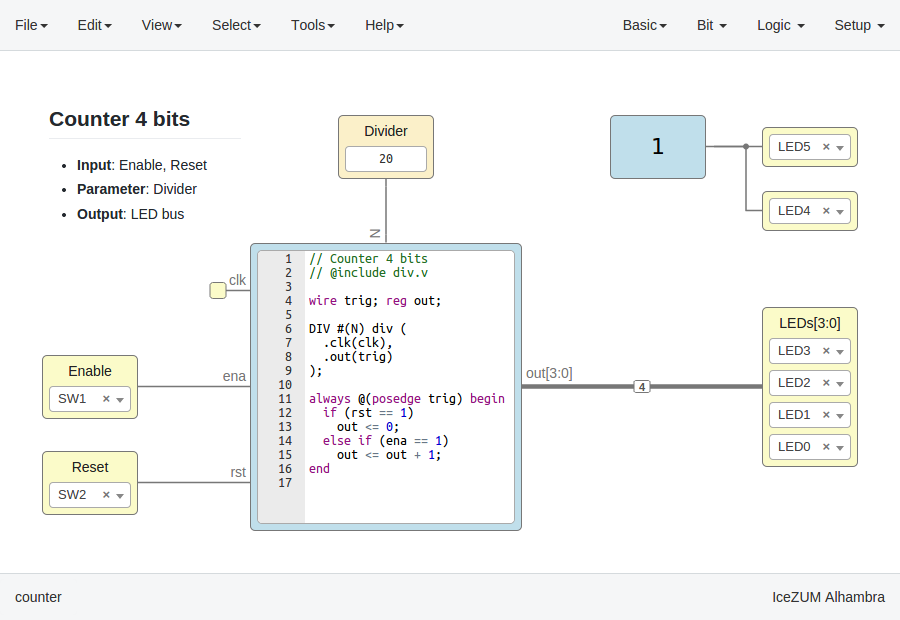 File Edit View Select Tools Help Basic Bit Logic Setup
Counter 4 bits
Input: Enable, Reset
Parameter: Divider
Output: LED bus
Divider
20
N
1
LED5 ×
LED4 ×
clk
Enable
SW1 ×
ena
Reset
SW2 ×
rst
1 // Counter 4 bits
2 // @include div.v
3
4 wire trig; reg out;
5
6 DIV #(N) div (
7 .clk(clk),
8 .out(trig)
9 );
10
11 always @(posedge trig) begin
12 if (rst == 1)
13 out <= 0;
14 else if (ena == 1)
15 out <= out + 1;
16 end
17
out[3:0]
4
LEDs[3:0]
LED3 ×
LED2 ×
LED1 ×
LED0 ×
counter
IceZUM Alhambra